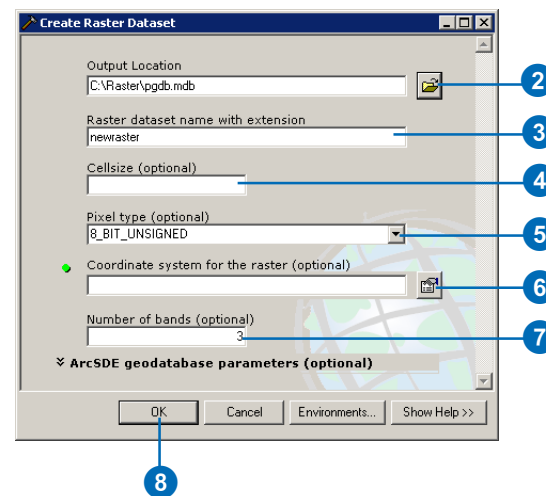 Create Raster Dataset
Output Location
C:\Raster\pgdb.mdb
2
Raster dataset name with extension
newraster
3
Cellsize (optional)
4
Pixel type (optional)
8_BIT_UNSIGNED
5
Coordinate system for the raster (optional)
6
Number of bands (optional)
3
7
ArcSDE geodatabase parameters (optional)
OK Cancel Environments... Show Help >>
8